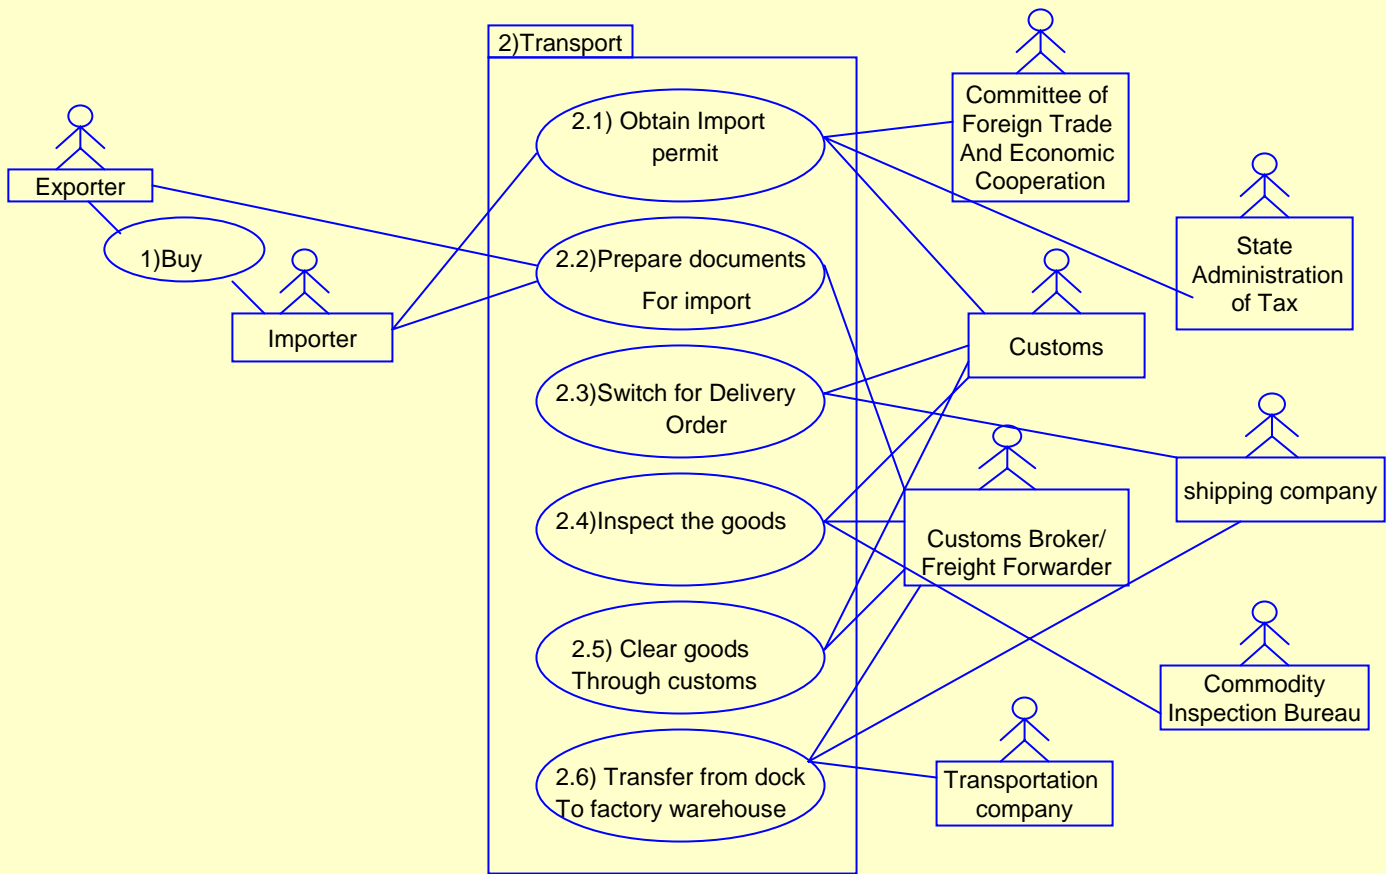 2)Transport
Committee of
Foreign Trade
And Economic
Cooperation
2.1) Obtain Import
permit
Exporter
1)Buy
Importer
State
Administration
of Tax
2.2)Prepare documents
For import
Customs
2.3)Switch for Delivery
Order
shipping company
2.4)Inspect the goods
Customs Broker/
Freight Forwarder
2.5) Clear goods
Through customs
Commodity
Inspection Bureau
2.6) Transfer from dock
To factory warehouse
Transportation
company